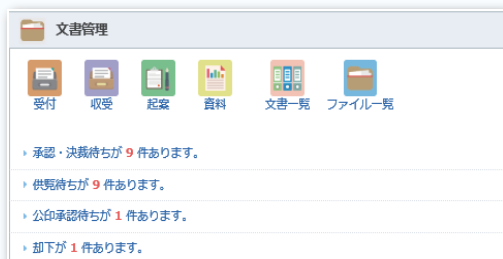 文書管理
受付 収受 起案 資料 文書一覧 ファイル一覧
承認・決裁待ちが 9 件あります。
供覧待ちが 9 件あります。
公印承認待ちが 1 件あります。
却下が 1 件あります。